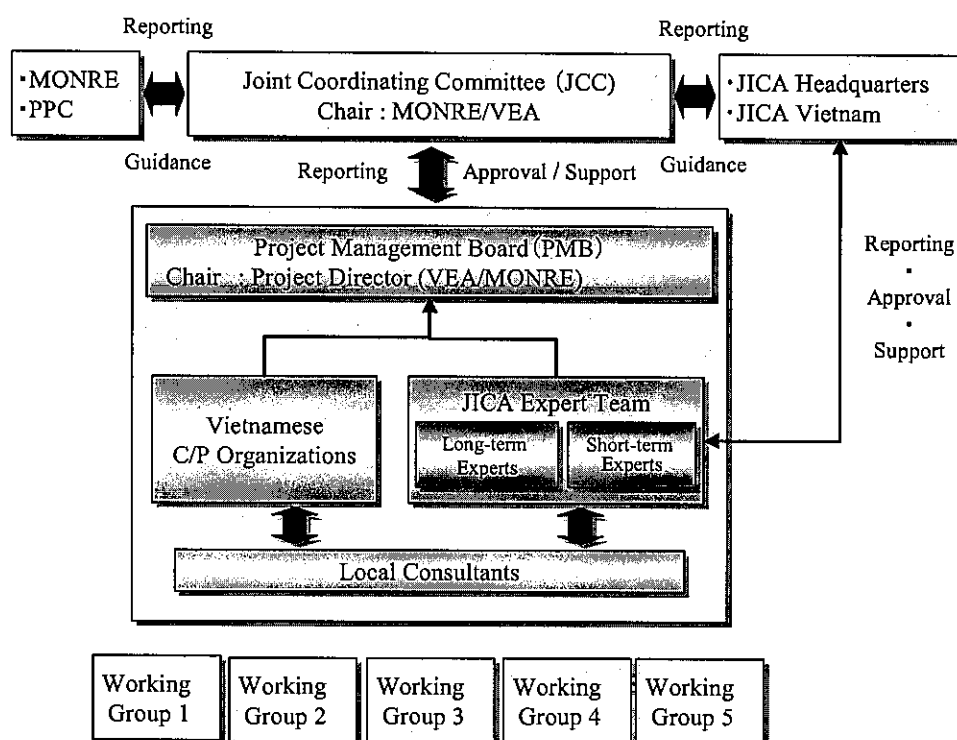 Reporting
Reporting
・MONRE
・PPC
Joint Coordinating Committee (JCC)
Chair : MONRE/VEA
・JICA Headquarters
・JICA Vietnam
Guidance
Reporting
Approval / Support
Guidance
Project Management Board (PMB)
Chair : Project Director (VEA/MONRE)
Reporting
・
Approval
・
Support
Vietnamese
C/P Organizations
JICA Expert Team
Long-term
Experts
Short-term
Experts
Local Consultants
Working
Group 1
Working
Group 2
Working
Group 3
Working
Group 4
Working
Group 5